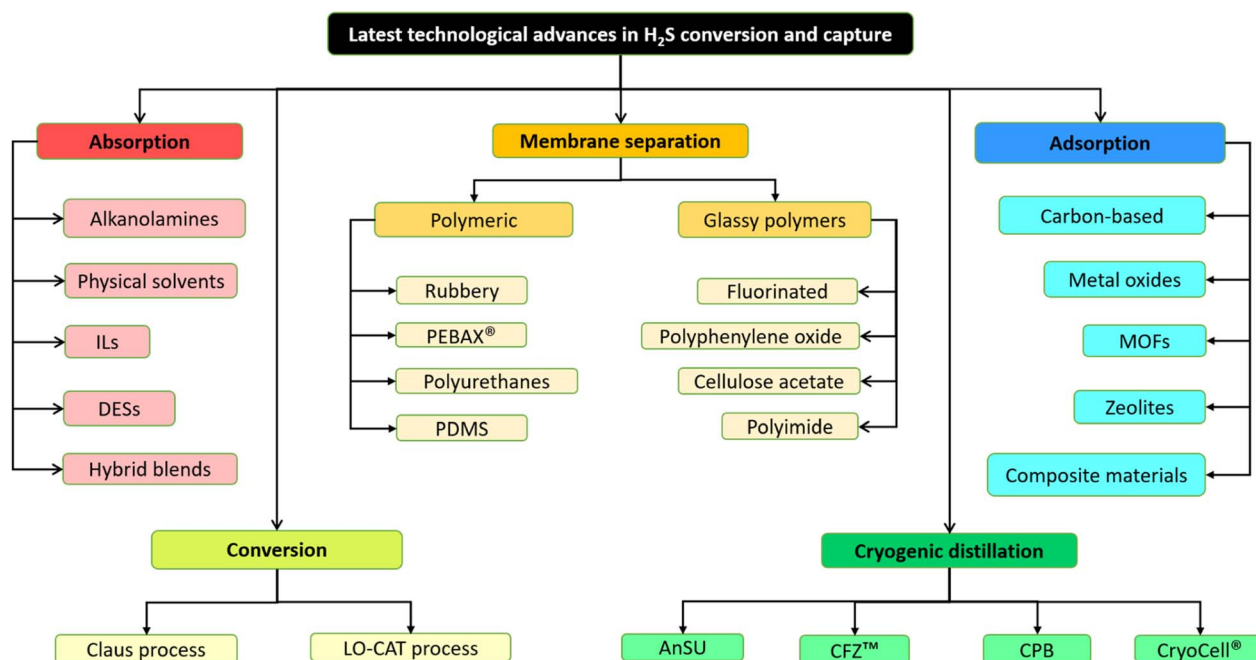 Latest technological advances in H₂S conversion and capture
Absorption
Membrane separation
Adsorption
Alkanolamines
Physical solvents
ILs
DESs
Hybrid blends
Polymeric
Rubbery
PEBAX®
Polyurethanes
PDMS
Glassy polymers
Fluorinated
Polyphenylene oxide
Cellulose acetate
Polyimide
Carbon-based
Metal oxides
MOFs
Zeolites
Composite materials
Conversion
Claus process
LO-CAT process
Cryogenic distillation
AnSU
CFZ™
CPB
CryoCell®